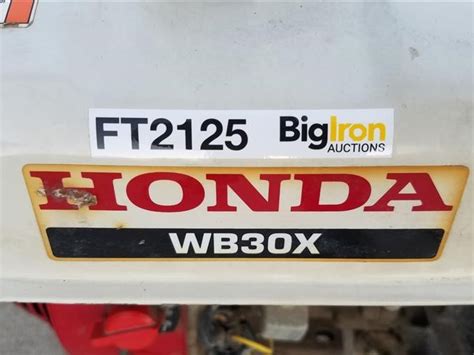 FT2125
BigIron
AUCTIONS
HONDA
WB30X